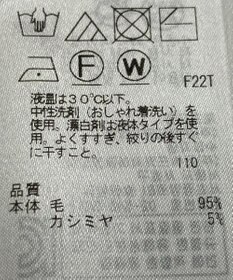 F W
F22T
液温は30℃以下。
中性洗剤(おしゃれ着洗い)を
使用。漂白剤は液体タイプを使
用。よくすすぎ、絞りの後すぐ
に干すこと。
110
品質
本体 毛 95%
カシミヤ 5%